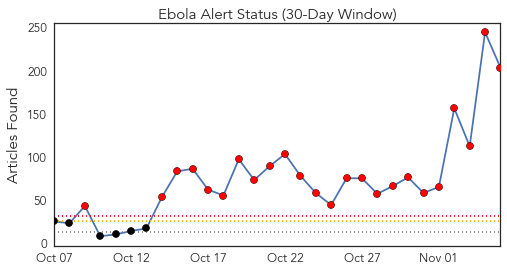 Ebola Alert Status (30-Day Window)
Articles Found
250
200
150
100
50
0
Oct 07 Oct 12 Oct 17 Oct 22 Oct 27 Nov 01